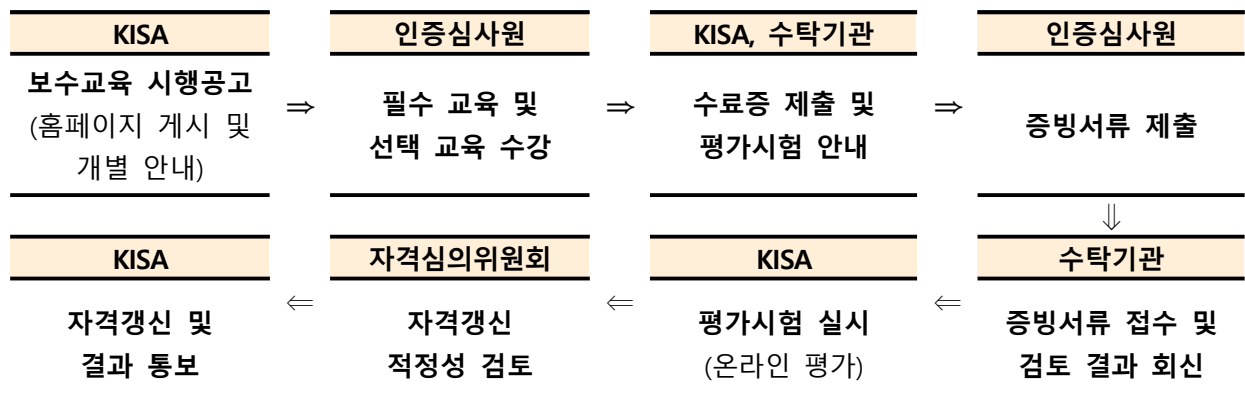 KISA
보수교육 시행공고
(홈페이지 게시 및
개별 안내)
⇒
인증심사원
필수 교육 및
선택 교육 수강
⇒
KISA, 수탁기관
수료증 제출 및
평가시험 안내
⇒
인증심사원
증빙서류 제출
⇓
수탁기관
증빙서류 접수 및
검토 결과 회신
⇐
KISA
평가시험 실시
(온라인 평가)
⇐
자격심의위원회
자격갱신
적정성 검토
⇐
KISA
자격갱신 및
결과 통보